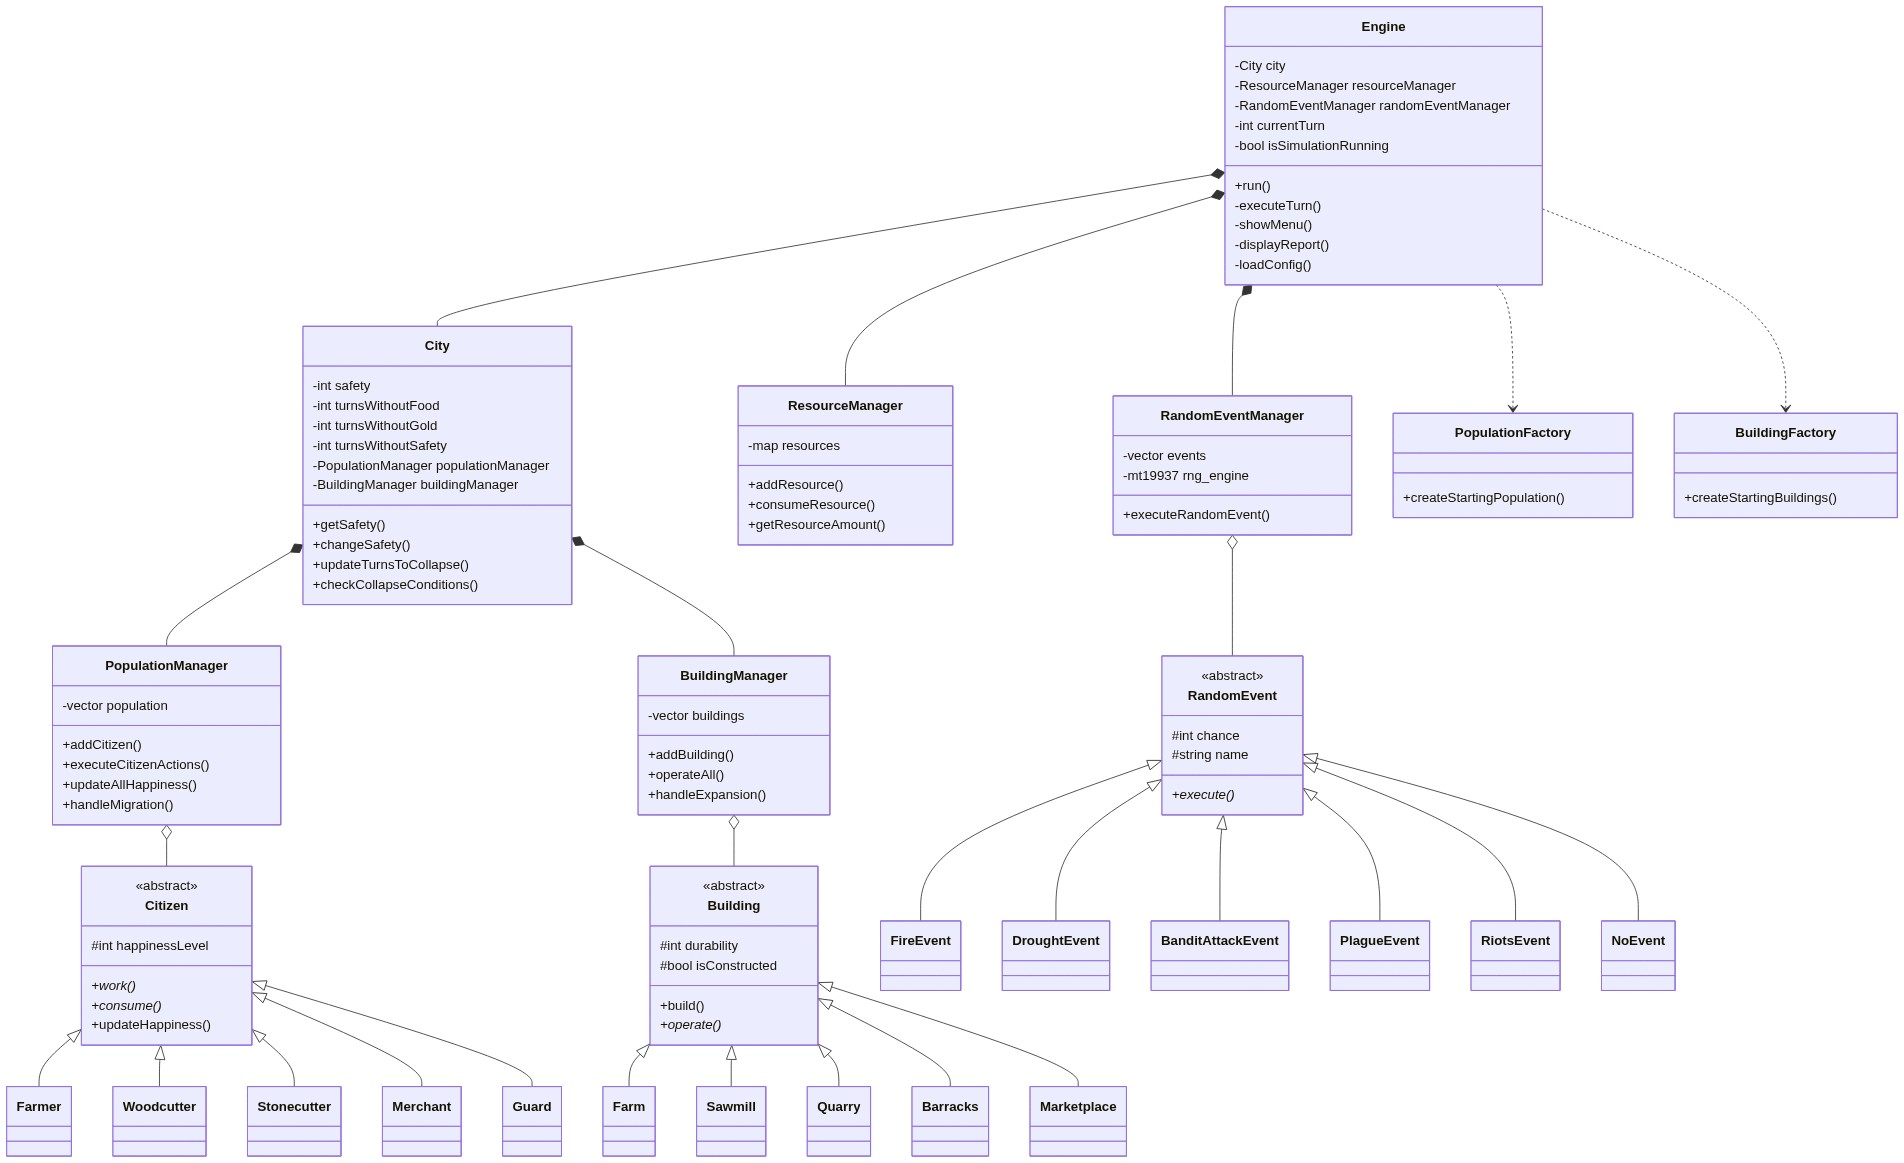 Engine
-City city
-ResourceManager resourceManager
-RandomEventManager randomEventManager
-int currentTurn
-bool isSimulationRunning
+run()
-executeTurn()
-showMenu()
-displayReport()
-loadConfig()
City
-int safety
-int turnsWithoutFood
-int turnsWithoutGold
-int turnsWithoutSafety
-PopulationManager populationManager
-BuildingManager buildingManager
+getSafety()
+changeSafety()
+updateTurnsToCollapse()
+checkCollapseConditions()
ResourceManager
-map resources
+addResource()
+consumeResource()
+getResourceAmount()
RandomEventManager
-vector events
-mt19937 rng_engine
+executeRandomEvent()
PopulationFactory
+createStartingPopulation()
BuildingFactory
+createStartingBuildings()
PopulationManager
-vector population
+addCitizen()
+executeCitizenActions()
+updateAllHappiness()
+handleMigration()
BuildingManager
-vector buildings
+addBuilding()
+operateAll()
+handleExpansion()
«abstract»
RandomEvent
#int chance
#string name
+execute()
«abstract»
Citizen
#int happinessLevel
+work()
+consume()
+updateHappiness()
«abstract»
Building
#int durability
#bool isConstructed
+build()
+operate()
FireEvent
DroughtEvent
BanditAttackEvent
PlagueEvent
RiotsEvent
NoEvent
Farmer
Woodcutter
Stonecutter
Merchant
Guard
Farm
Sawmill
Quarry
Barracks
Marketplace